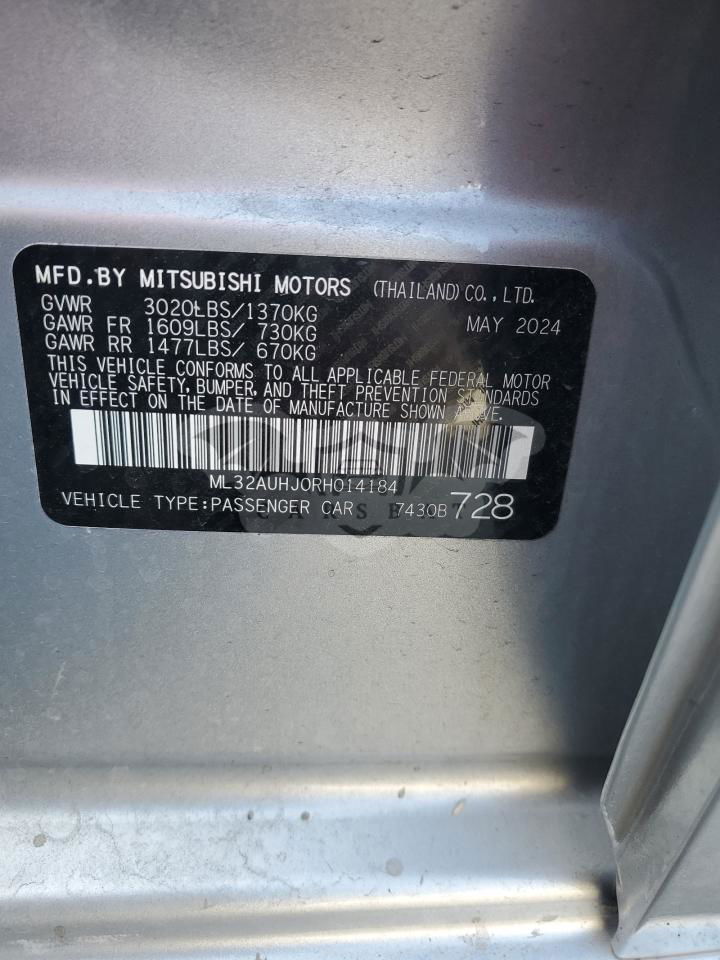 MFD.BY MITSUBISHI MOTORS (THAILAND) CO.,LTD.
GVWR 3020LBS/1370KG MAY 2024
GAWR FR 1609LBS/ 730KG
GAWR RR 1477LBS/ 670KG
THIS VEHICLE CONFORMS TO ALL APPLICABLE FEDERAL MOTOR
VEHICLE SAFETY, BUMPER, AND THEFT PREVENTION STANDARDS
IN EFFECT ON THE DATE OF MANUFACTURE SHOWN ABOVE.
ML32AUHJ0RH014184
VEHICLE TYPE:PASSENGER CAR 7430B 728